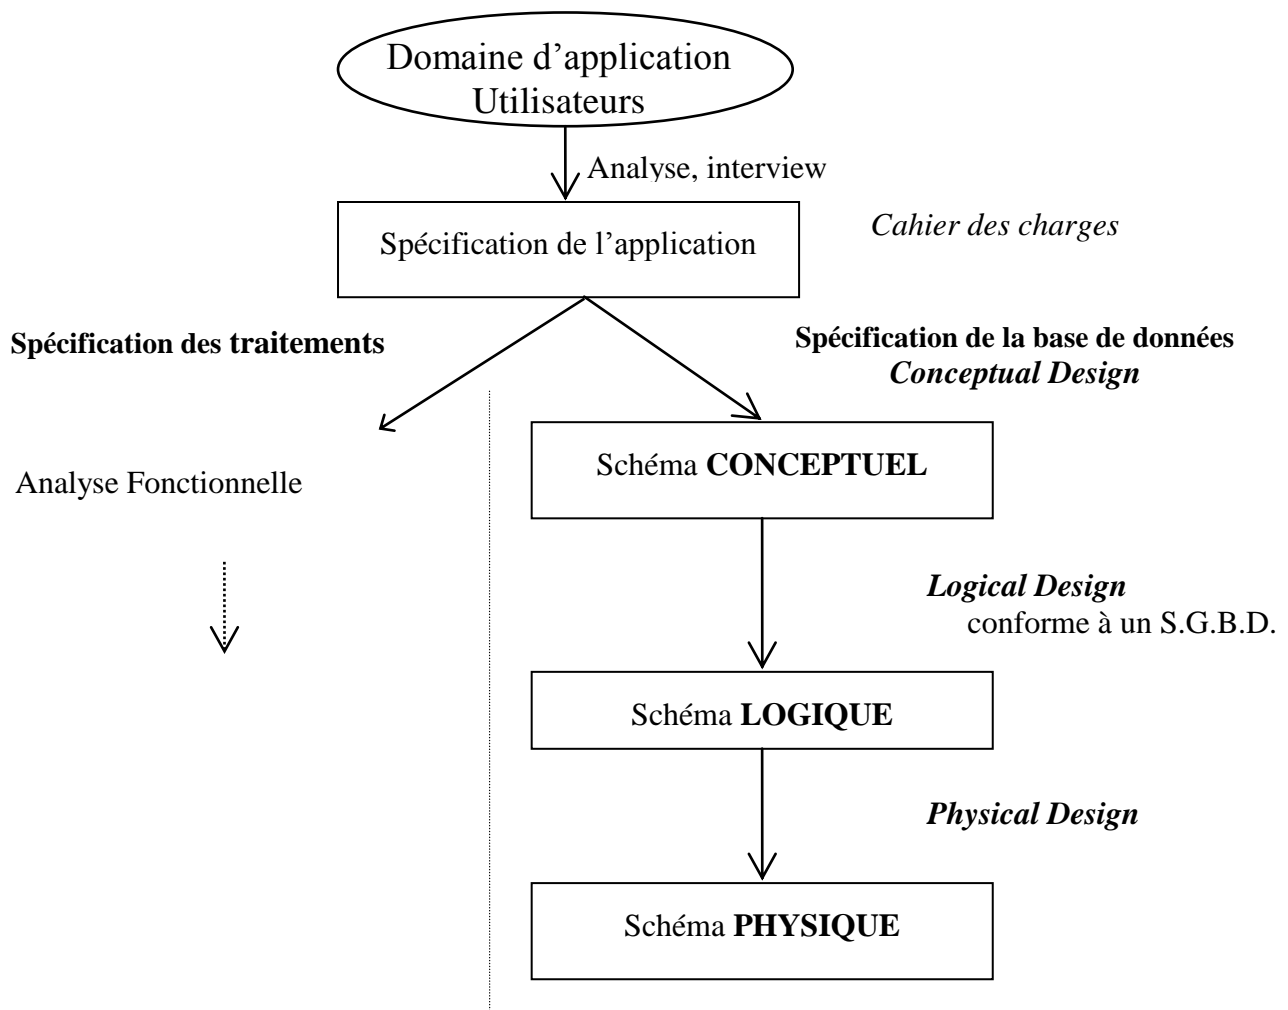 Domaine d’application
Utilisateurs
Analyse, interview
Spécification de l’application
Cahier des charges
Spécification des traitements
Spécification de la base de données
Conceptual Design
Schéma CONCEPTUEL
Analyse Fonctionnelle
Logical Design
conforme à un S.G.B.D.
Schéma LOGIQUE
Physical Design
Schéma PHYSIQUE